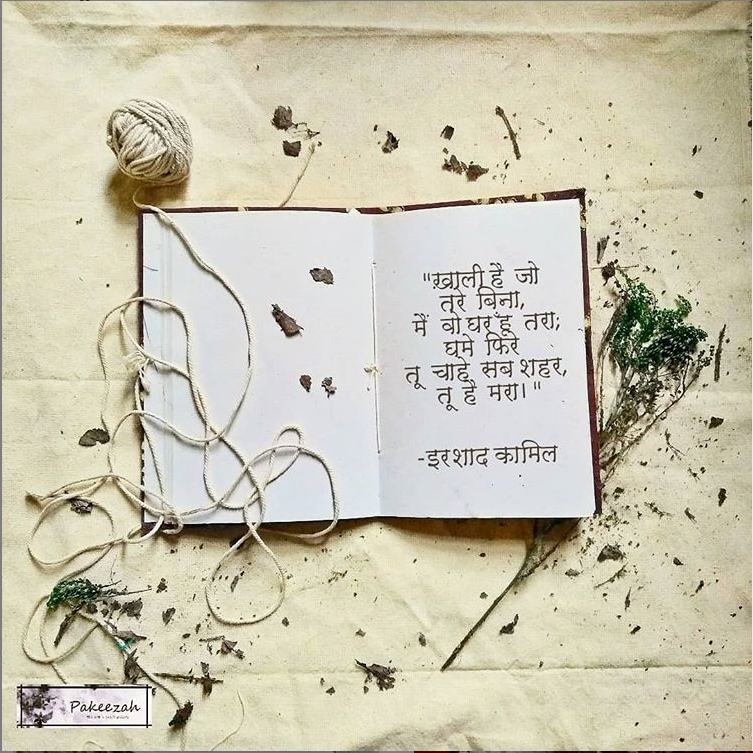 "ख़ाली है जो
तेरे बिना,
मैं वो घर हूँ तेरा;
घूमे फिरे
तू चाहे सब शहर,
तू है मेरा।"
-इरशाद कामिल
Pakeezah